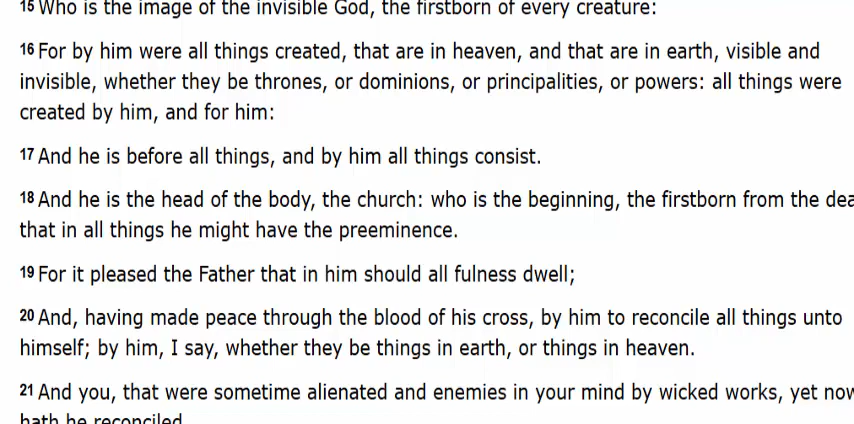 15 Who is the image of the invisible God, the firstborn of every creature:
16 For by him were all things created, that are in heaven, and that are in earth, visible and
invisible, whether they be thrones, or dominions, or principalities, or powers: all things were
created by him, and for him:
17 And he is before all things, and by him all things consist.
18 And he is the head of the body, the church: who is the beginning, the firstborn from the
that in all things he might have the preeminence.
19 For it pleased the Father that in him should all fulness dwell;
20 And, having made peace through the blood of his cross, by him to reconcile all things unto
himself; by him, I say, whether they be things in earth, or things in heaven.
21 And you, that were sometime alienated and enemies in your mind by wicked works, yet now
hath he reconciled